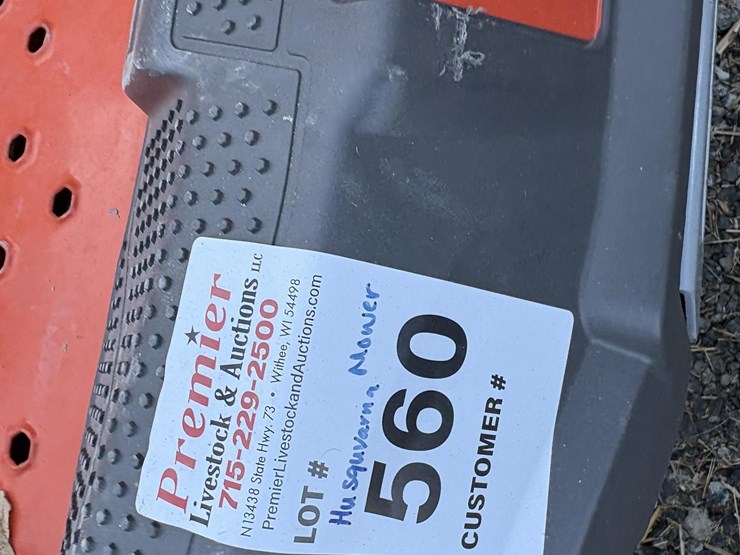 Premier
Livestock & Auctions LLC
715-229-2500
N13438 State Hwy. 73 • Withee, WI 54498
PremierLivestockandAuctions.com
LOT #
Husquvarna Mower
560
CUSTOMER #